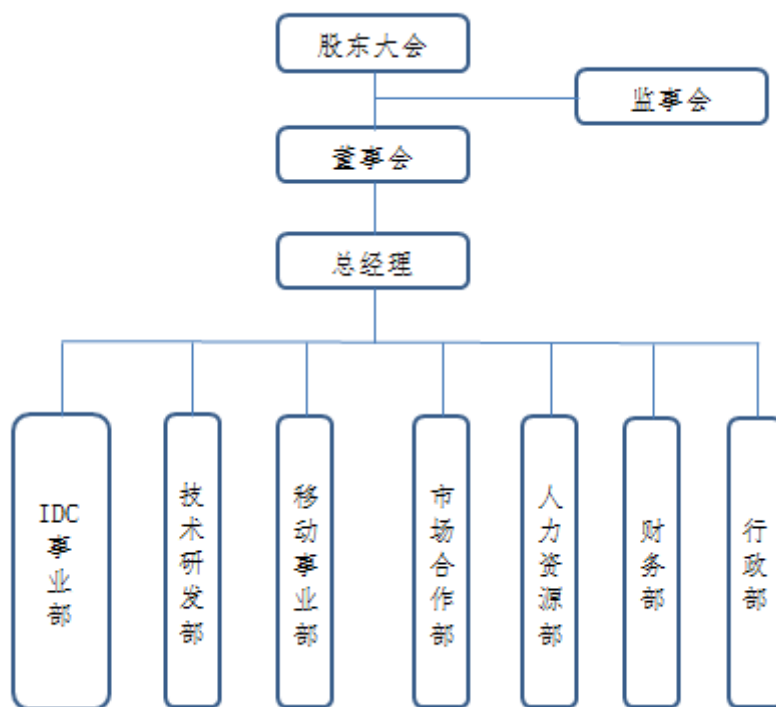 股东大会
监事会
董事会
总经理
IDC事业部
技术研发部
移动事业部
市场合作部
人力资源部
财务部
行政部